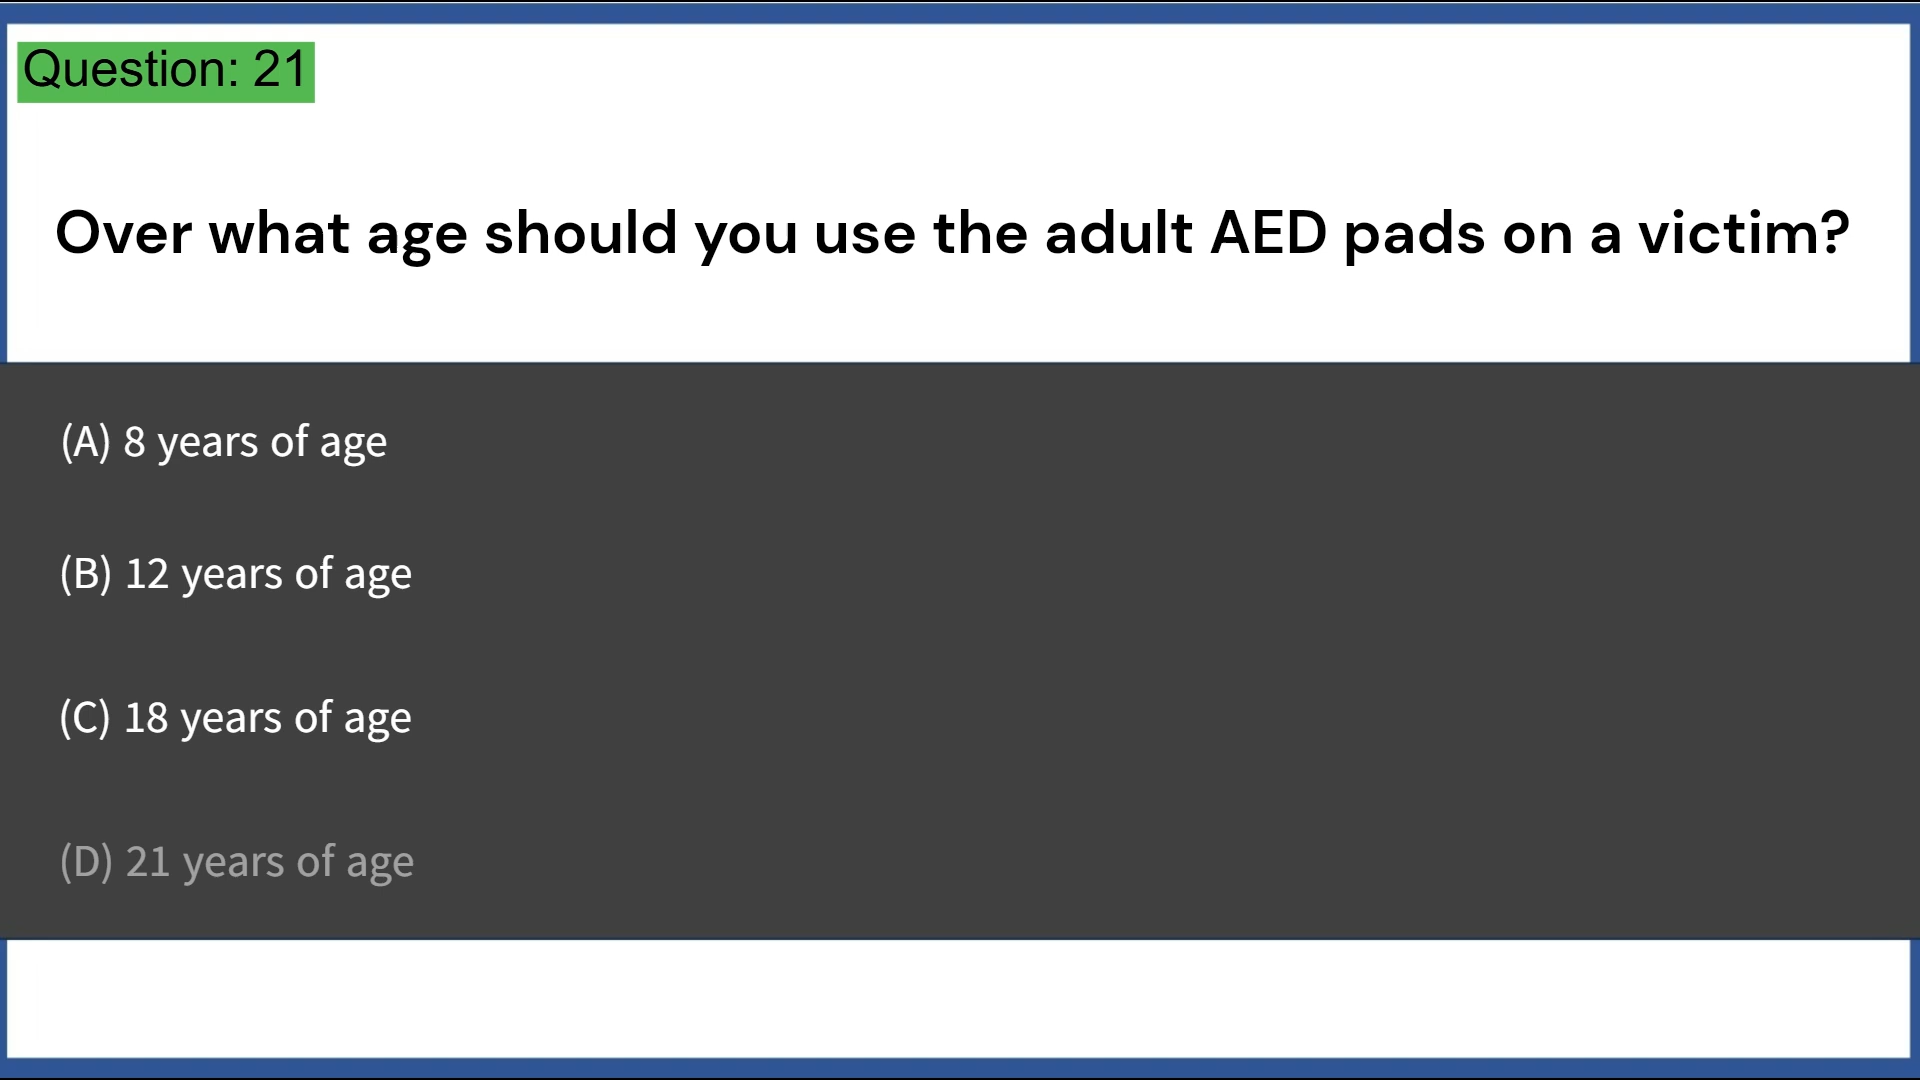 Question: 21
Over what age should you use the adult AED pads on a victim?
(A) 8 years of age
(B) 12 years of age
(C) 18 years of age
(D) 21 years of age